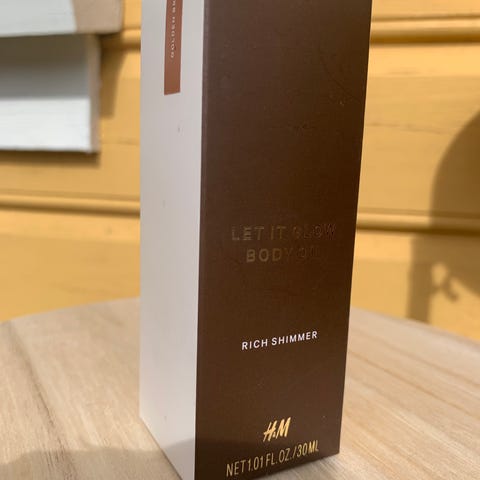 GOLDEN
LET IT GLOW
BODY OIL
RICH SHIMMER
H&M
NET 1.01 FL. OZ./30 ML